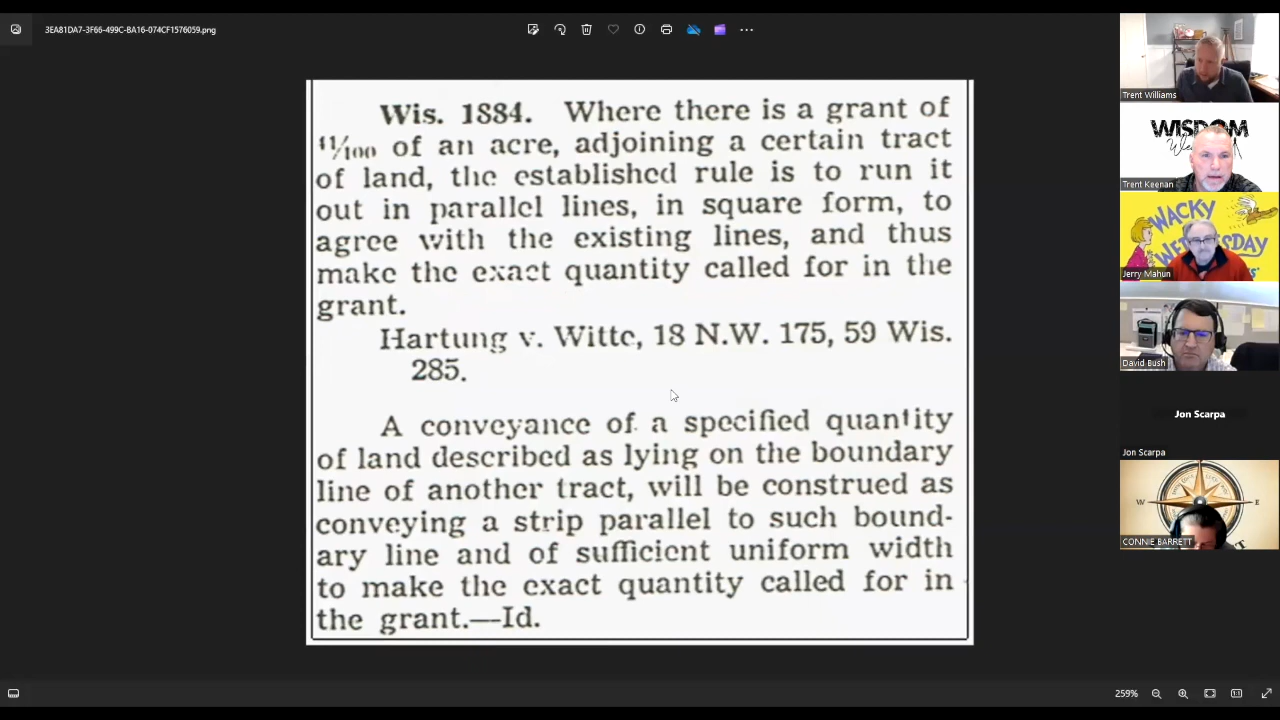 3EA81DA7-3F66-499C-BA16-074CF1576059.png
Wis. 1884. Where there is a grant of
41/100 of an acre, adjoining a certain tract
of land, the established rule is to run it
out in parallel lines, in square form, to
agree with the existing lines, and thus
make the exact quantity called for in the
grant.
Hartung v. Witte, 18 N.W. 175, 59 Wis.
285.
A conveyance of a specified quantity
of land described as lying on the boundary
line of another tract, will be construed as
conveying a strip parallel to such bound-
ary line and of sufficient uniform width
to make the exact quantity called for in
the grant.—Id.
259%
Trent Williams
WISDOM
Trent Keenan
WACKY
WEDNESDAY
Jerry Mahun
David Bush
Jon Scarpa
Jon Scarpa
W
E
CONNIE BARRETT